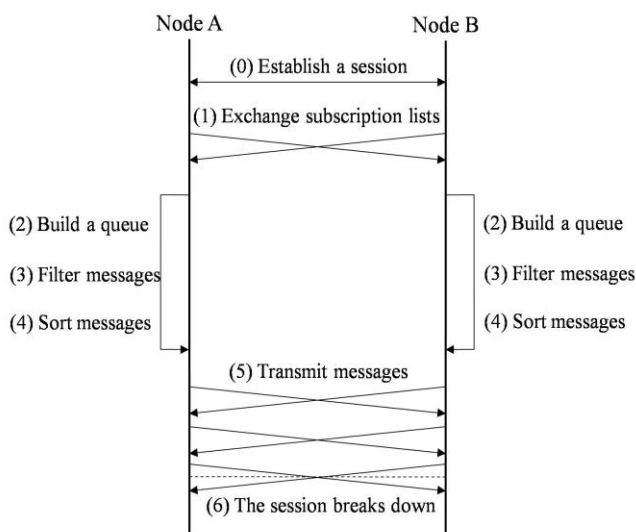 Node A
Node B
(0) Establish a session
(1) Exchange subscription lists
(2) Build a queue
(3) Filter messages
(4) Sort messages
(2) Build a queue
(3) Filter messages
(4) Sort messages
(5) Transmit messages
(6) The session breaks down